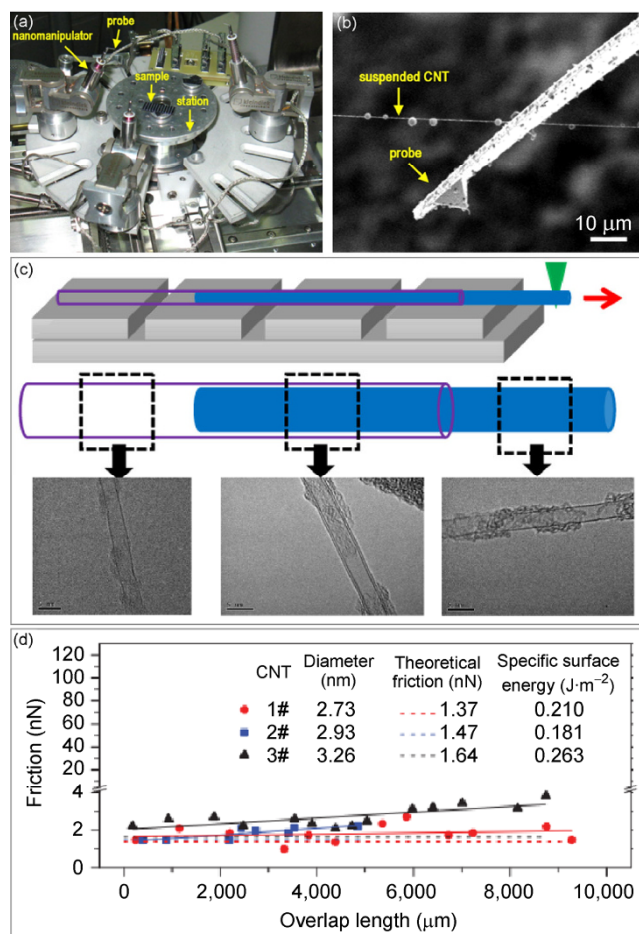 (a)
probe
nanomanipulator
sample
station
(b)
suspended CNT
probe
10 μm
(c)
(d)
120
100
80
60
40
20
4
2
0
Friction (nN)
CNT Diameter (nm) Theoretical friction (nN) Specific surface energy (J·m⁻²)
1# 2.73 1.37 0.210
2# 2.93 1.47 0.181
3# 3.26 1.64 0.263
0 2,000 4,000 6,000 8,000 10,000
Overlap length (μm)